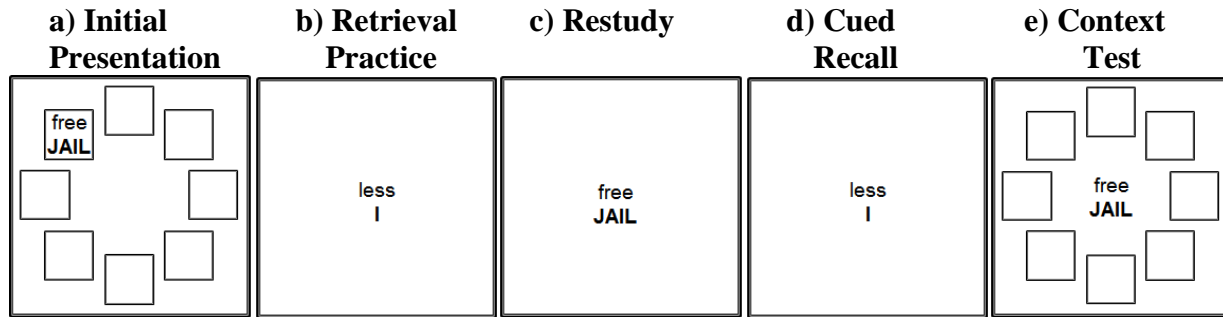 a) Initial
Presentation
b) Retrieval
Practice
c) Restudy
d) Cued
Recall
e) Context
Test
free
JAIL
less
I
free
JAIL
less
I
free
JAIL